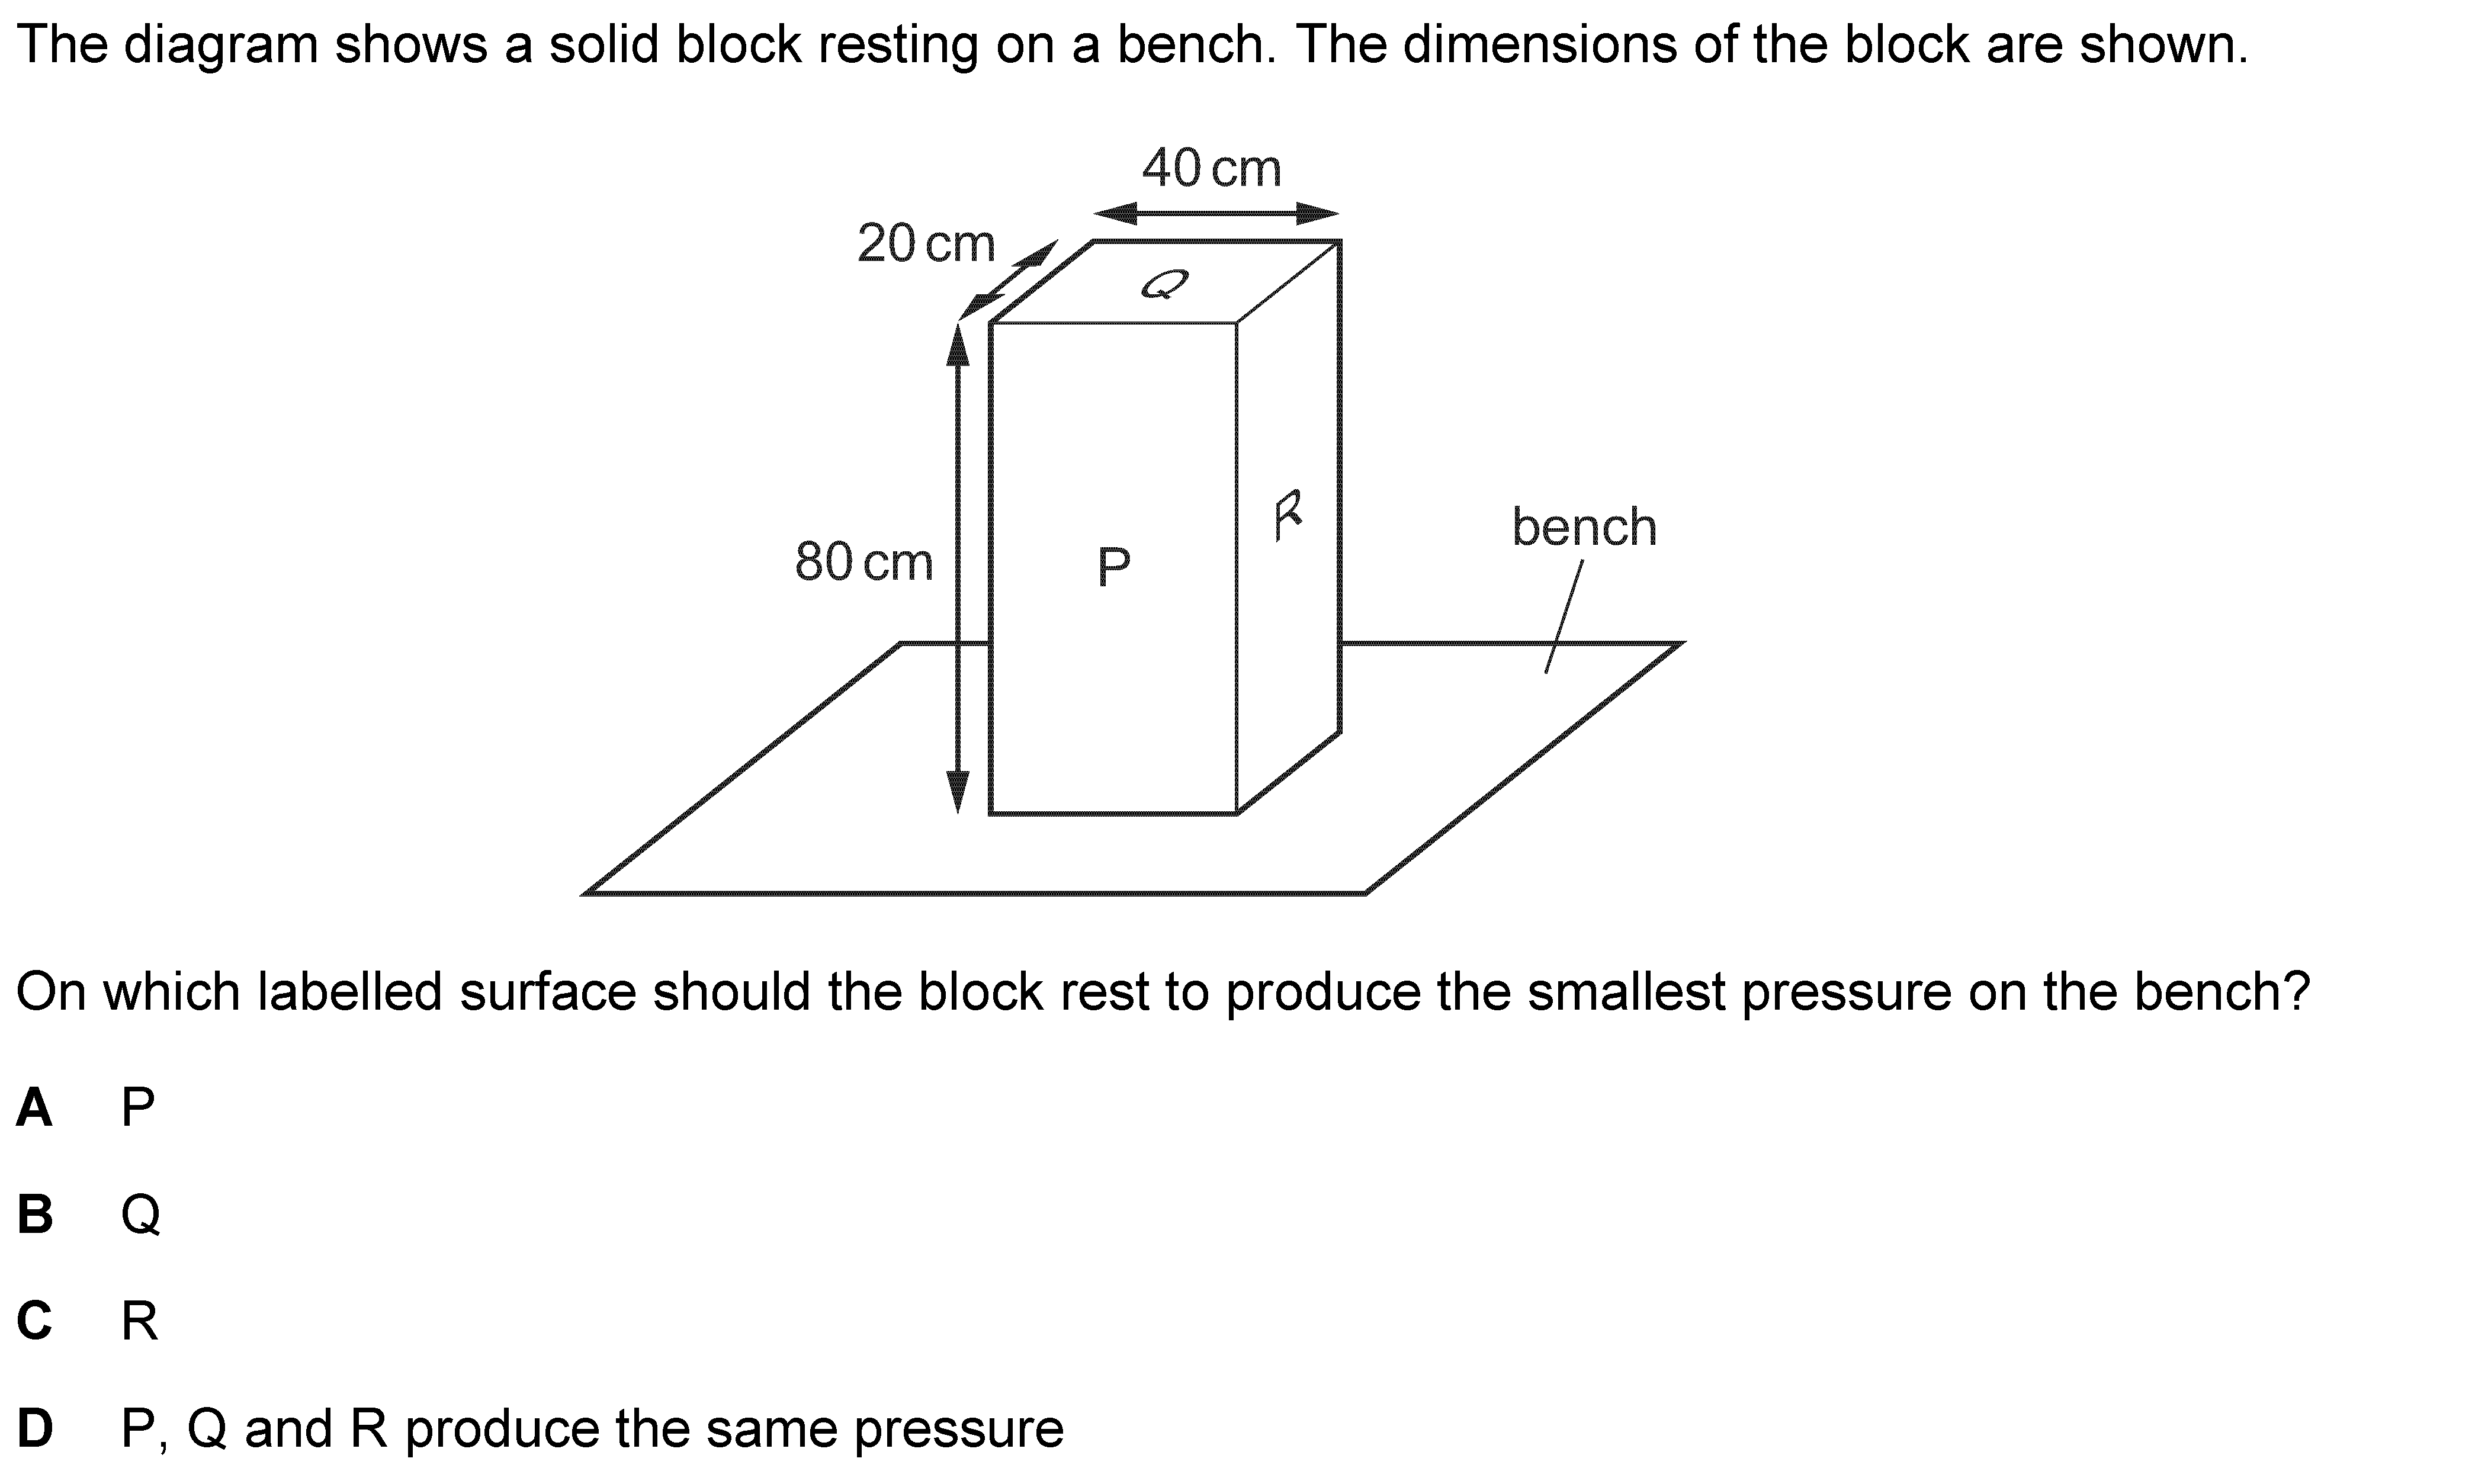 The diagram shows a solid block resting on a bench. The dimensions of the block are shown.
40 cm
20 cm
Q
80 cm
P
R
bench
On which labelled surface should the block rest to produce the smallest pressure on the bench?
A P
B Q
C R
D P, Q and R produce the same pressure